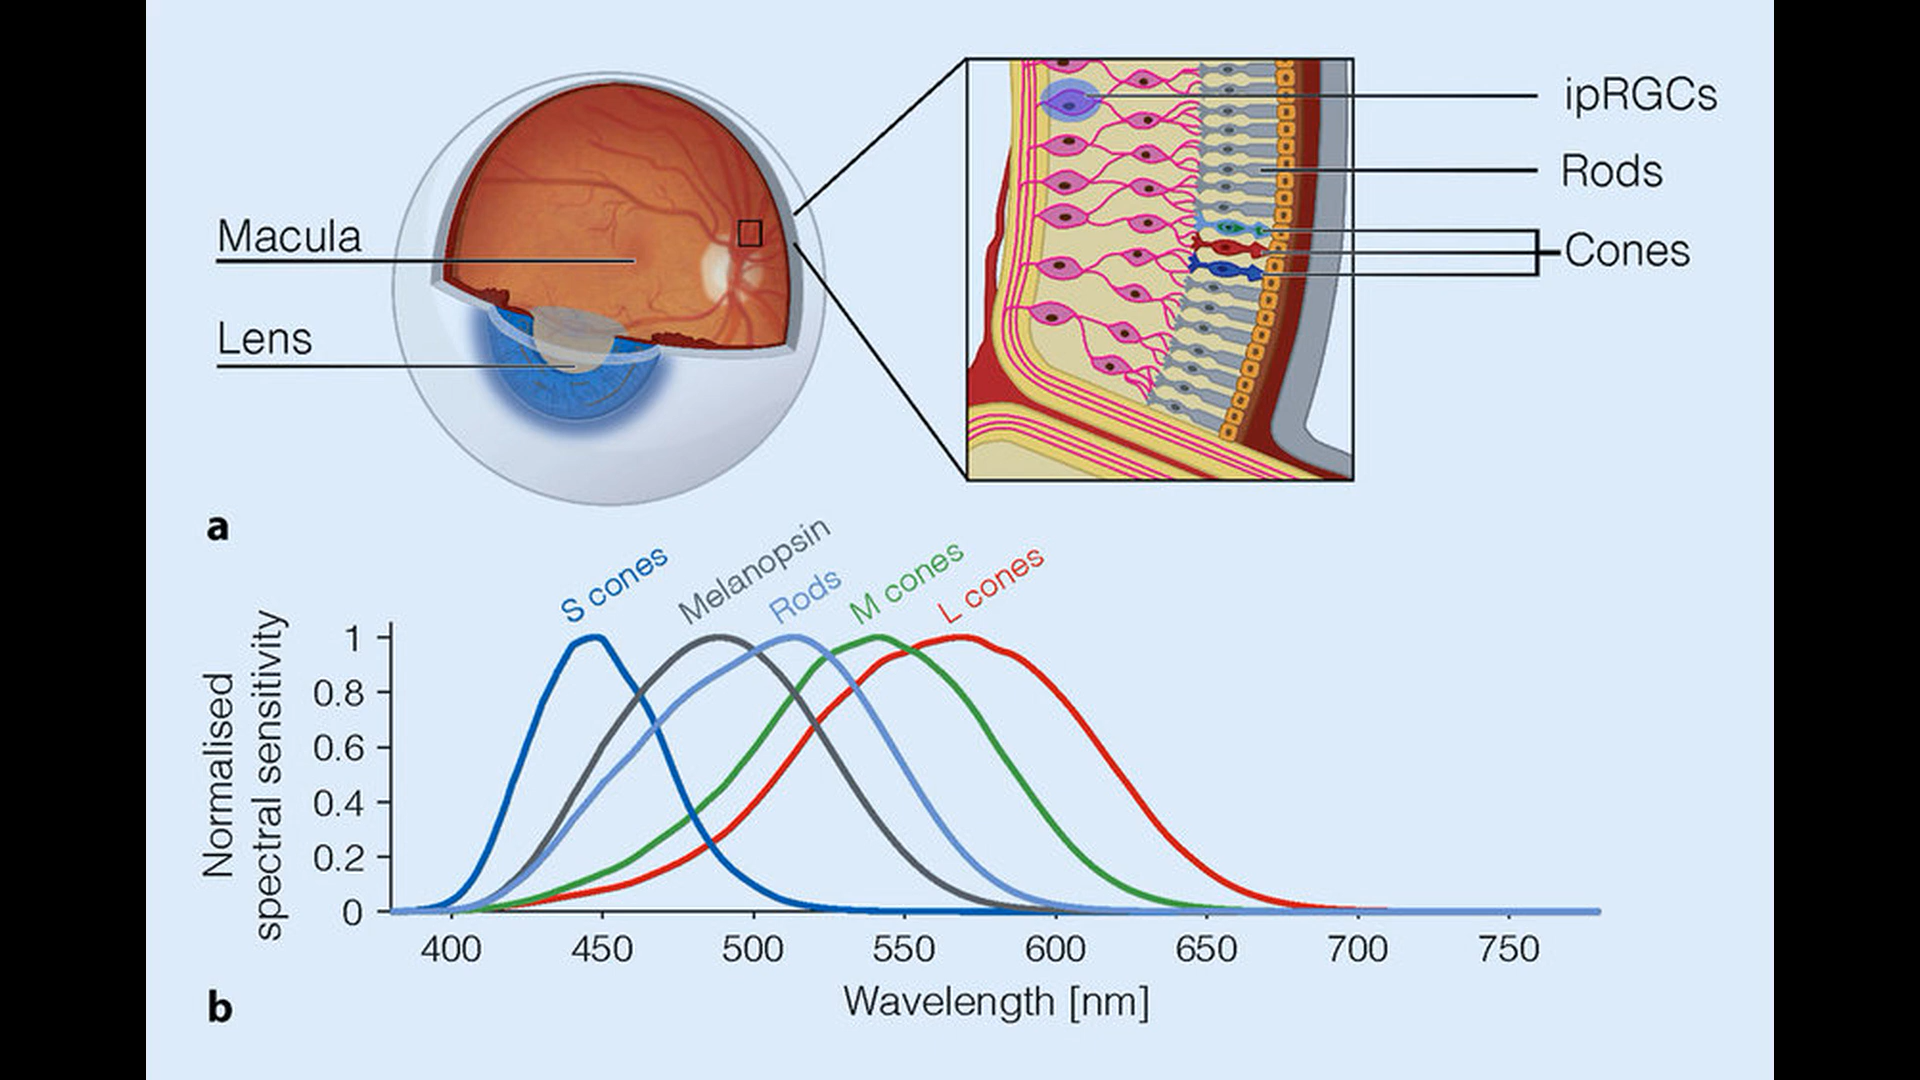 ipRGCs
Rods
Macula
Cones
Lens
a
S cones
Melanopsin
Rods
M cones
L cones
Normalised
spectral sensitivity
1
0.8
0.6
0.4
0.2
0
400 450 500 550 600 650 700 750
Wavelength [nm]
b